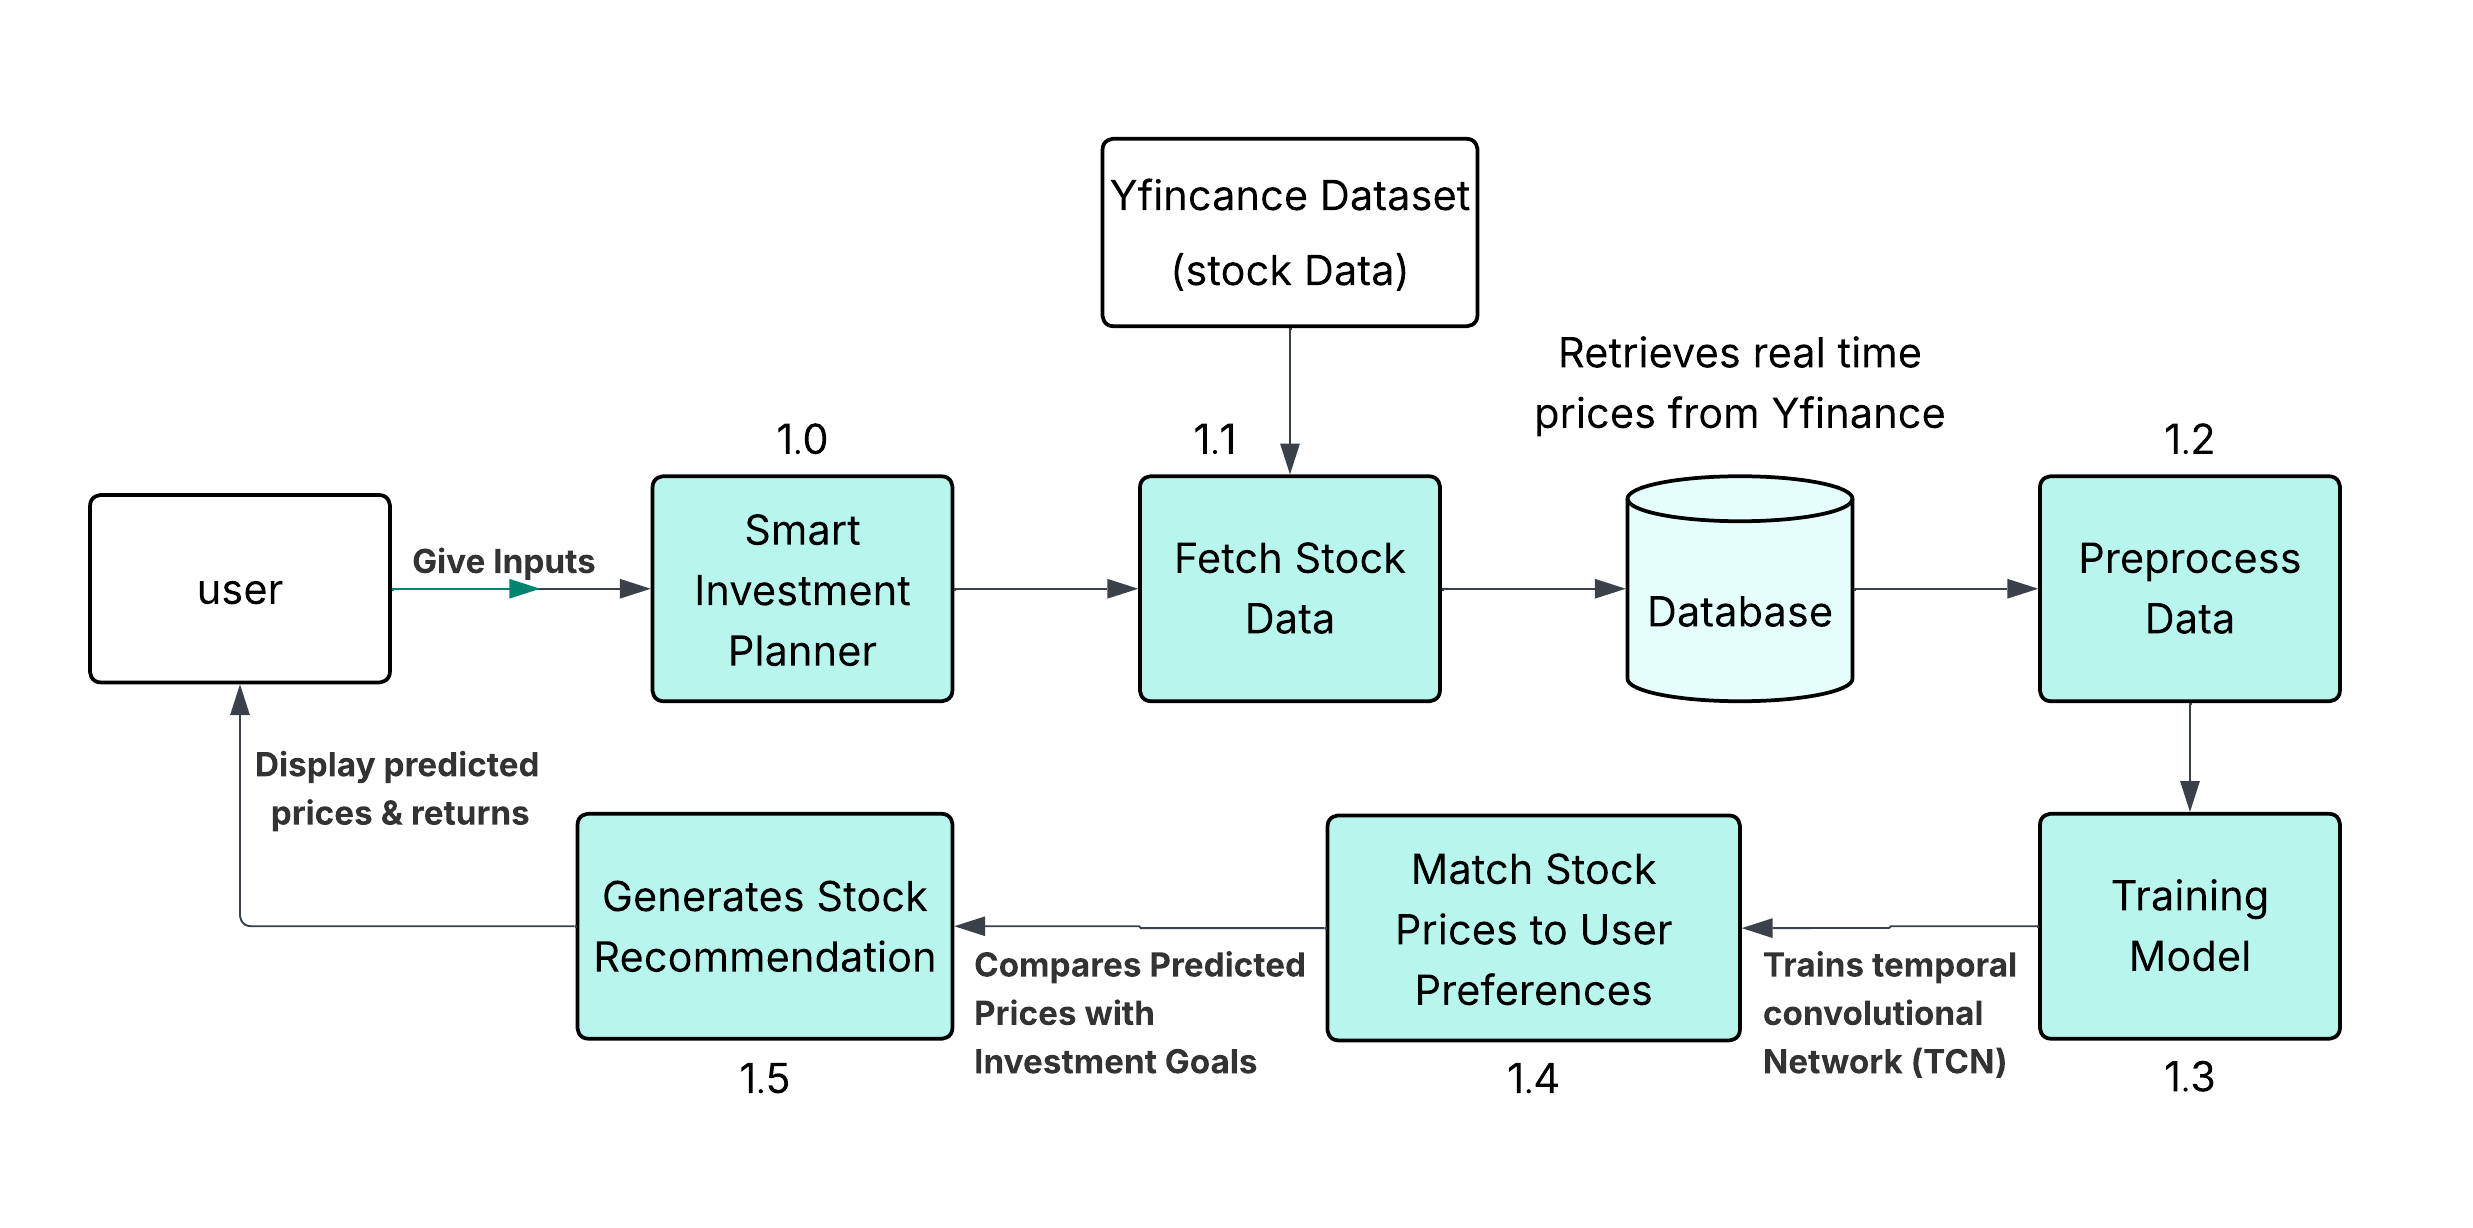 Yfincance Dataset
(stock Data)
Retrieves real time
prices from Yfinance
1.0
1.1
1.2
user
Give Inputs
Smart
Investment
Planner
Fetch Stock
Data
Database
Preprocess
Data
Display predicted
prices & returns
Generates Stock
Recommendation
1.5
Compares Predicted
Prices with
Investment Goals
Match Stock
Prices to User
Preferences
1.4
Trains temporal
convolutional
Network (TCN)
Training
Model
1.3